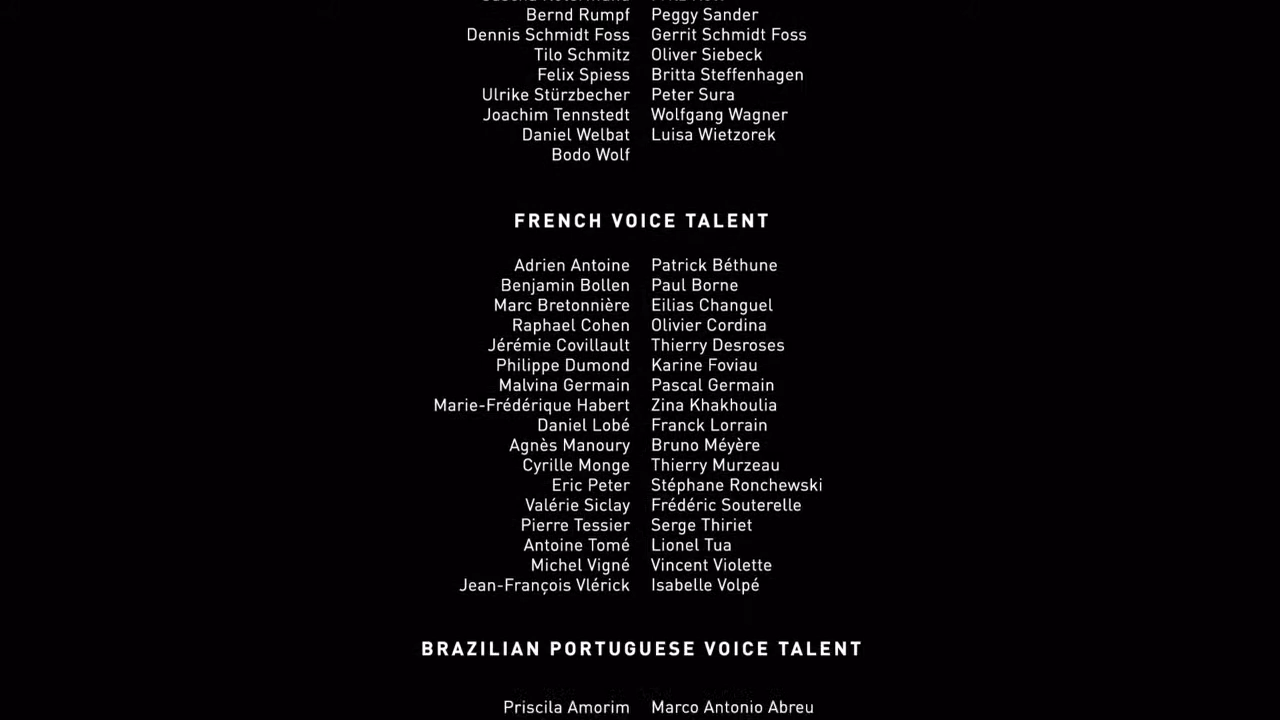 Bernd Rumpf Peggy Sander
Dennis Schmidt Foss Gerrit Schmidt Foss
Tilo Schmitz Oliver Siebeck
Felix Spiess Britta Steffenhagen
Ulrike Stürzbecher Peter Sura
Joachim Tennstedt Wolfgang Wagner
Daniel Welbat Luisa Wietzorek
Bodo Wolf
FRENCH VOICE TALENT
Adrien Antoine Patrick Béthune
Benjamin Bollen Paul Borne
Marc Bretonnière Eilias Changuel
Raphael Cohen Olivier Cordina
Jérémie Covillault Thierry Desroses
Philippe Dumond Karine Foviau
Malvina Germain Pascal Germain
Marie-Frédérique Habert Zina Khakhoulia
Daniel Lobé Franck Lorrain
Agnès Manoury Bruno Méyère
Cyrille Monge Thierry Murzeau
Eric Peter Stéphane Ronchewski
Valérie Siclay Frédéric Souterelle
Pierre Tessier Serge Thiriet
Antoine Tomé Lionel Tua
Michel Vigné Vincent Violette
Jean-François Vlérick Isabelle Volpé
BRAZILIAN PORTUGUESE VOICE TALENT
Priscila Amorim Marco Antonio Abreu